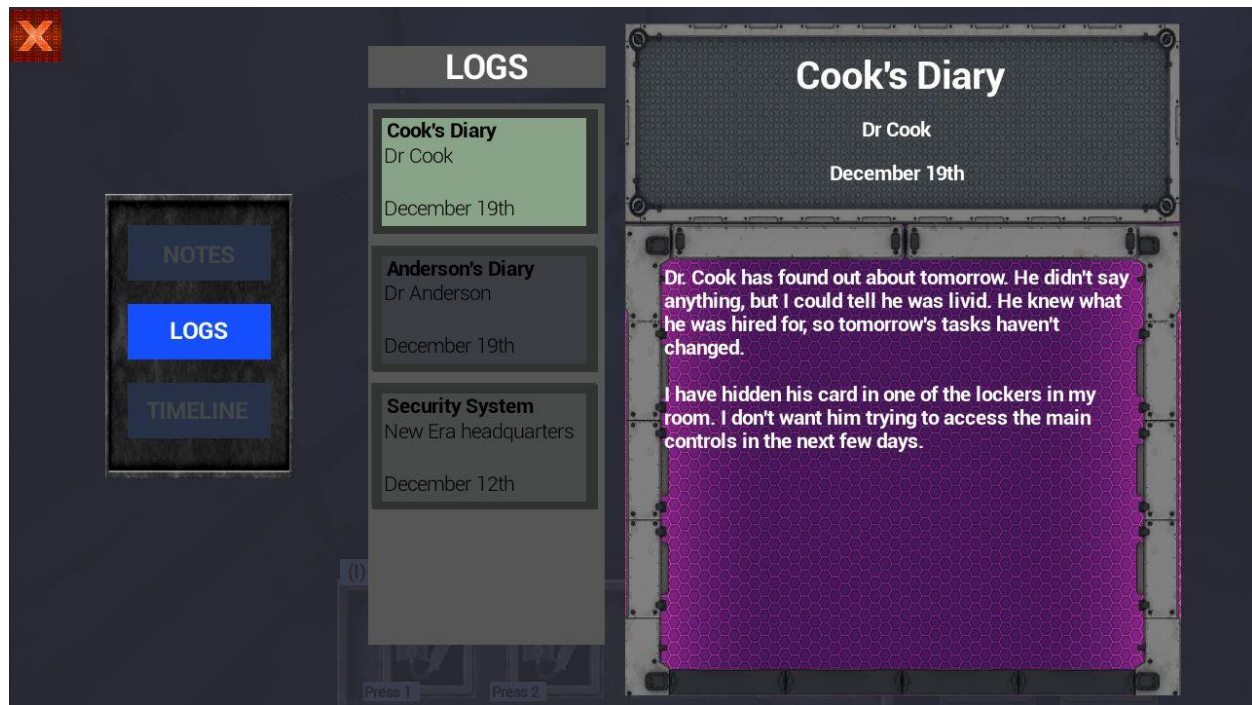 X
LOGS
Cook's Diary
Dr Cook
December 19th
Anderson's Diary
Dr Anderson
December 19th
Security System
New Era headquarters
December 12th
NOTES
LOGS
TIMELINE
Cook's Diary
Dr Cook
December 19th
Dr. Cook has found out about tomorrow. He didn't say
anything, but I could tell he was livid. He knew what
he was hired for, so tomorrow's tasks haven't
changed.
I have hidden his card in one of the lockers in my
room. I don't want him trying to access the main
controls in the next few days.
(I)
Press 1
Press 2